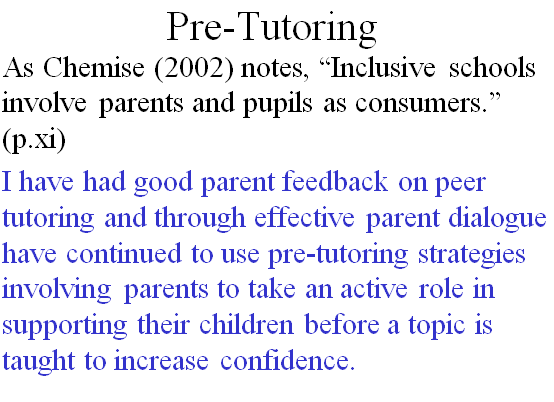 Pre-Tutoring
As Chemise (2002) notes, “Inclusive schools
involve parents and pupils as consumers.”
(p.xi)
I have had good parent feedback on peer
tutoring and through effective parent dialogue
have continued to use pre-tutoring strategies
involving parents to take an active role in
supporting their children before a topic is
taught to increase confidence.